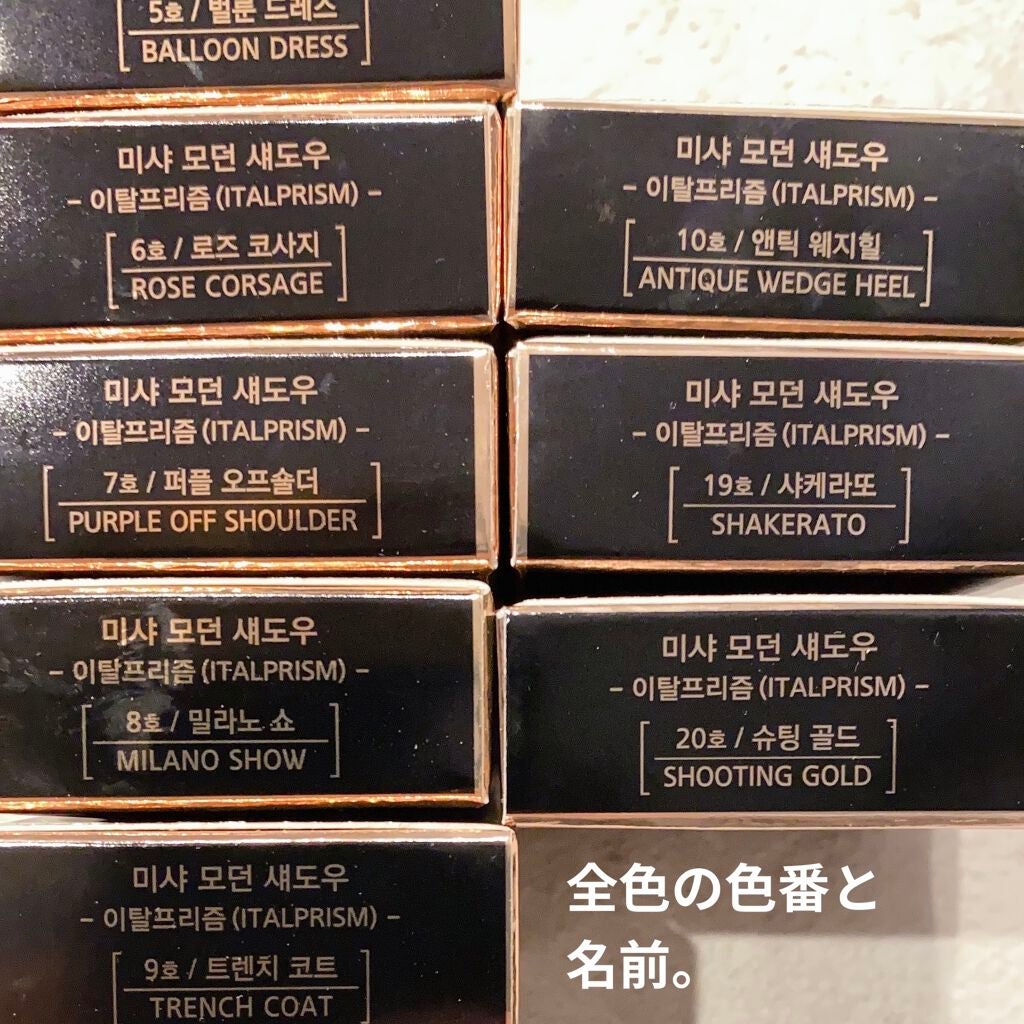 5호 / 벌룬 드레스
BALLOON DRESS
미샤 모던 섀도우
- 이탈프리즘 (ITALPRISM) -
6호 / 로즈 코사지
ROSE CORSAGE
미샤 모던 섀도우
- 이탈프리즘 (ITALPRISM) -
7호 / 퍼플 오프숄더
PURPLE OFF SHOULDER
미샤 모던 섀도우
- 이탈프리즘 (ITALPRISM) -
8호 / 밀라노 쇼
MILANO SHOW
미샤 모던 섀도우
- 이탈프리즘 (ITALPRISM) -
9호 / 트렌치 코트
TRENCH COAT
미샤 모던 섀도우
- 이탈프리즘 (ITALPRISM) -
10호 / 앤틱 웨지힐
ANTIQUE WEDGE HEEL
미샤 모던 섀도우
- 이탈프리즘 (ITALPRISM) -
19호 / 샤케라또
SHAKERATO
미샤 모던 섀도우
- 이탈프리즘 (ITALPRISM) -
20호 / 슈팅 골드
SHOOTING GOLD
全色の色番と
名前。